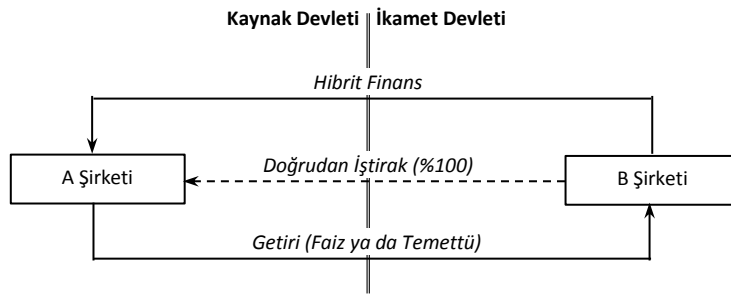 Kaynak Devleti İkamet Devleti
Hibrit Finans
A Şirketi
Doğrudan İştirak (%100)
B Şirketi
Getiri (Faiz ya da Temettü)